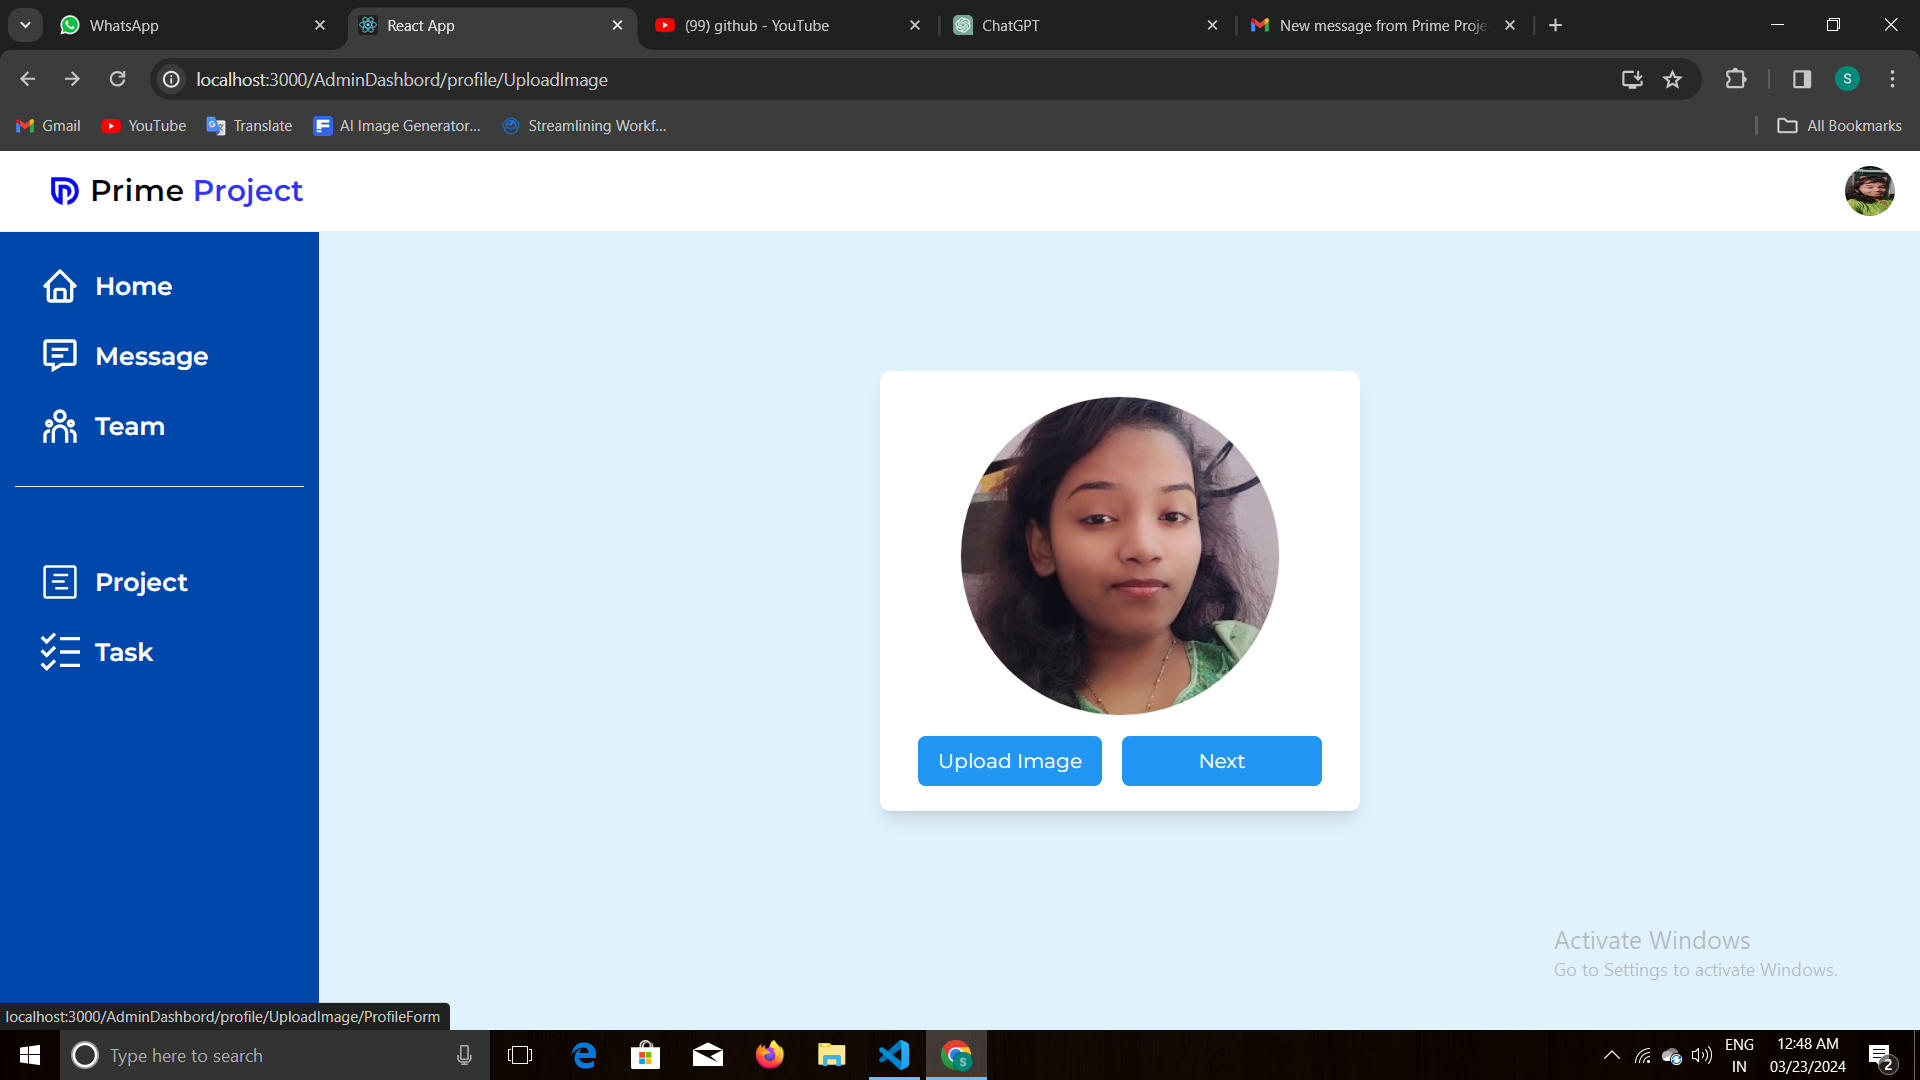 WhatsApp
React App
(99) github - YouTube
ChatGPT
New message from Prime Proje
localhost:3000/AdminDashbord/profile/UploadImage
S
Gmail
YouTube
Translate
AI Image Generator...
Streamlining Workf...
All Bookmarks
Prime Project
Home
Message
Team
Project
Task
Upload Image
Next
Activate Windows
Go to Settings to activate Windows.
localhost:3000/AdminDashbord/profile/UploadImage/ProfileForm
Type here to search
S
ENG
IN
12:48 AM
03/23/2024
2